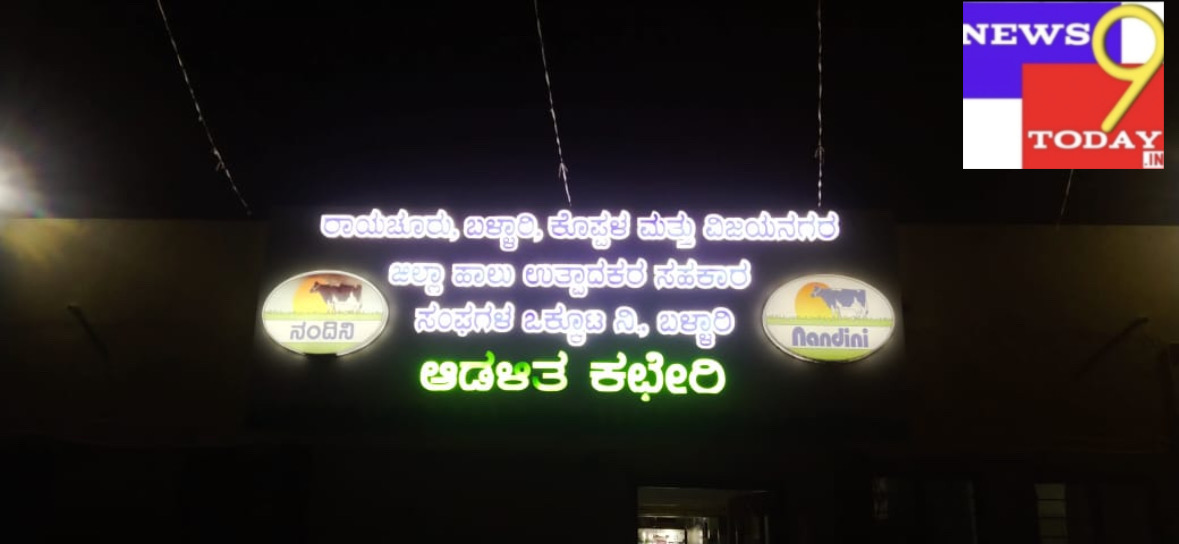 NEWS 9
TODAY
.IN
ರಾಯಚೂರು, ಬಳ್ಳಾರಿ, ಕೊಪ್ಪಳ ಮತ್ತು ವಿಜಯನಗರ
ಜಿಲ್ಲಾ ಹಾಲು ಉತ್ಪಾದಕರ ಸಹಕಾರ
ಸಂಘಗಳ ಒಕ್ಕೂಟ ನಿ., ಬಳ್ಳಾರಿ
ನಂದಿನಿ
Nandini
ಆಡಳಿತ ಕಛೇರಿ